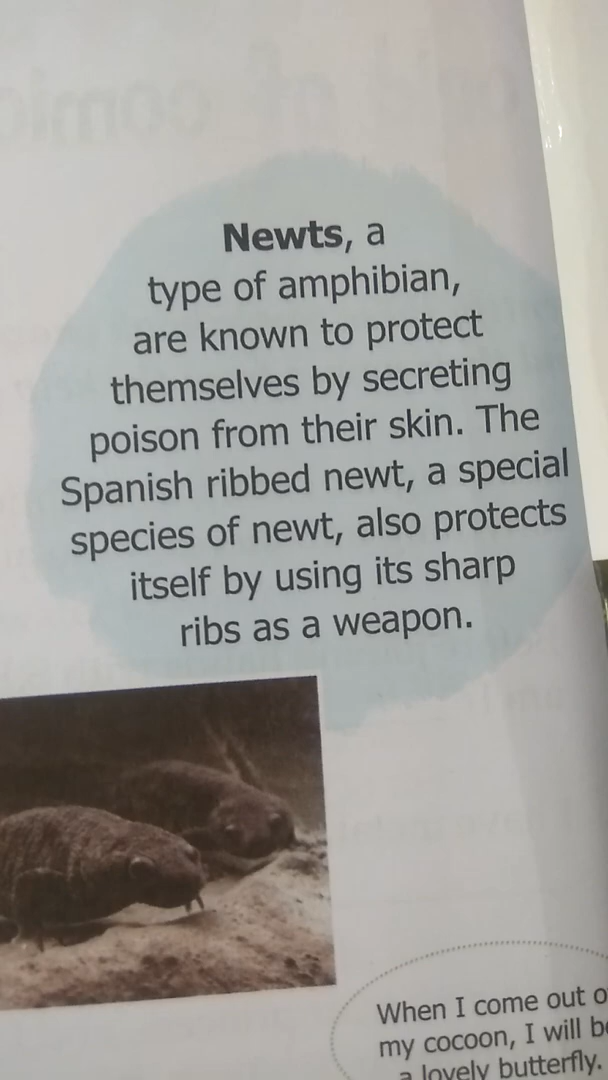 Newts, a
type of amphibian,
are known to protect
themselves by secreting
poison from their skin. The
Spanish ribbed newt, a special
species of newt, also protects
itself by using its sharp
ribs as a weapon.
When I come out o
my cocoon, I will b
a lovely butterfly.